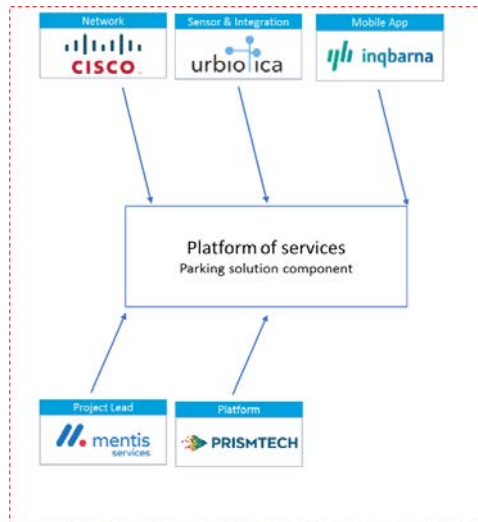 Network
CISCO
Sensor & Integration
urbiotica
Mobile App
inqbarna
Platform of services
Parking solution component
Project Lead
mentis
services
Platform
PRISMTECH